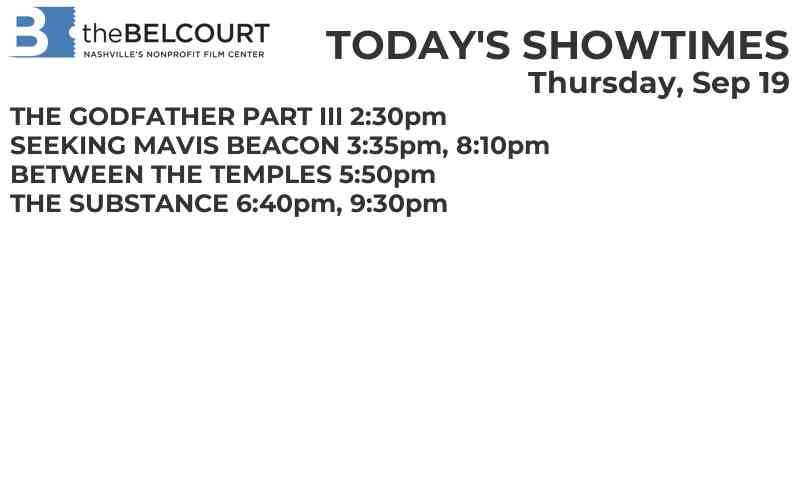 B theBELCOURT
NASHVILLE'S NONPROFIT FILM CENTER
TODAY'S SHOWTIMES
Thursday, Sep 19
THE GODFATHER PART III 2:30pm
SEEKING MAVIS BEACON 3:35pm, 8:10pm
BETWEEN THE TEMPLES 5:50pm
THE SUBSTANCE 6:40pm, 9:30pm